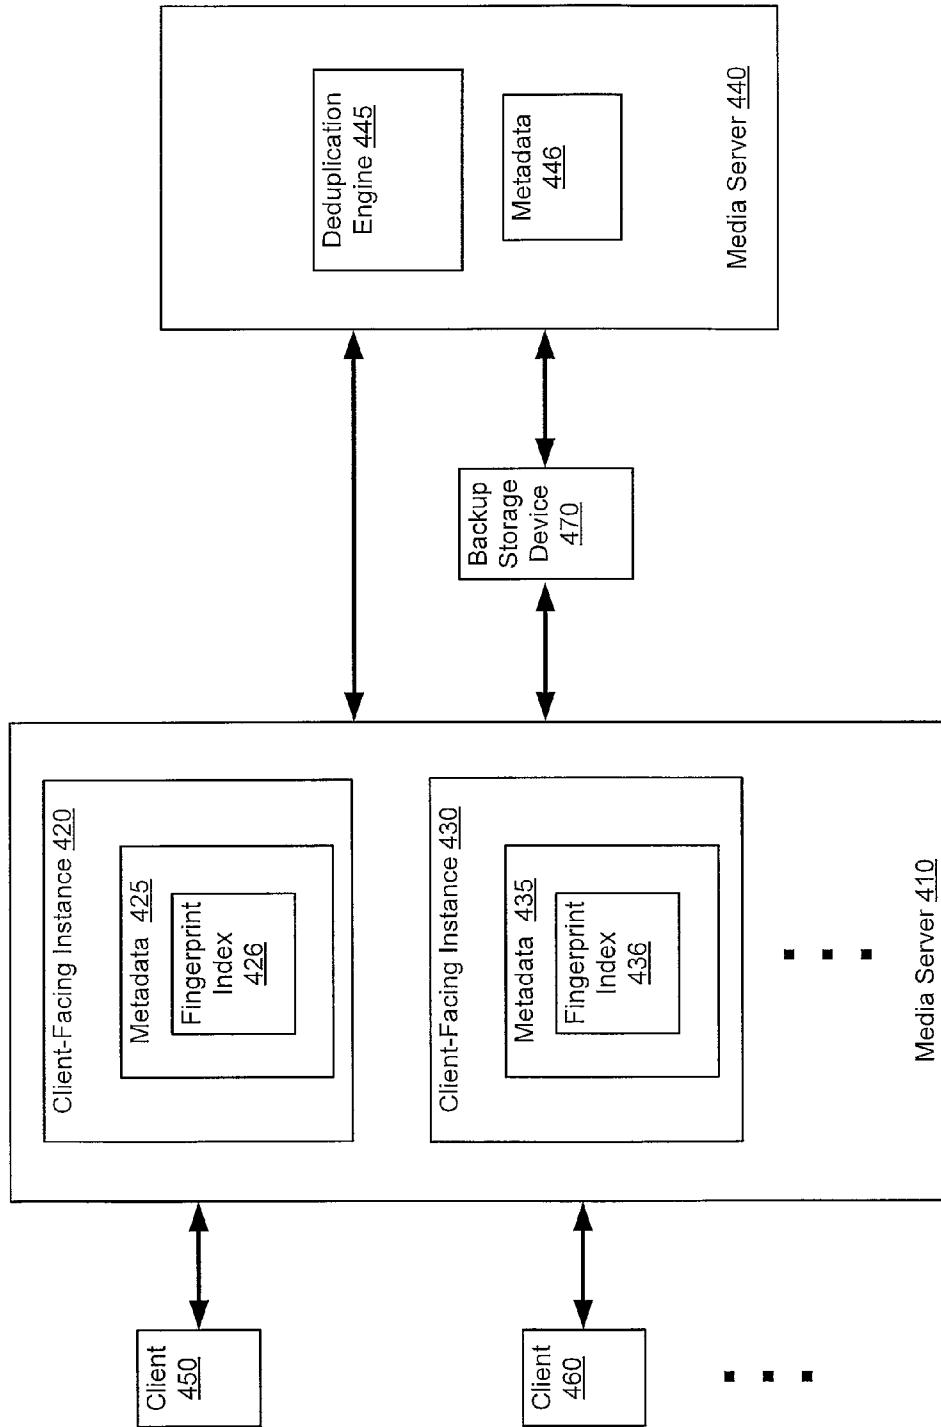 Client
450
Client
460
Client-Facing Instance 420
Metadata 425
Fingerprint
Index
426
Client-Facing Instance 430
Metadata 435
Fingerprint
Index
436
Media Server 410
Backup
Storage
Device
470
Deduplication
Engine 445
Metadata
446
Media Server 440